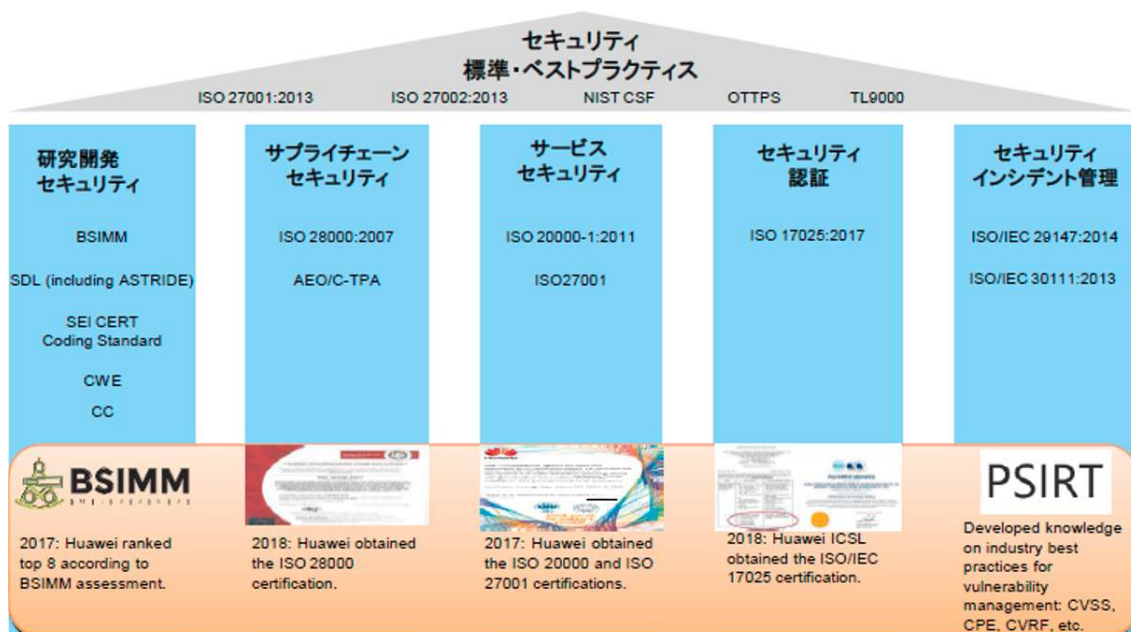 セキュリティ
標準・ベストプラクティス
ISO 27001:2013 ISO 27002:2013 NIST CSF OTTPS TL9000
研究開発
セキュリティ
BSIMM
SDL (including ASTRIDE)
SEI CERT
Coding Standard
CWE
CC
サプライチェーン
セキュリティ
ISO 28000:2007
AEO/C-TPA
サービス
セキュリティ
ISO 20000-1:2011
ISO27001
セキュリティ
認証
ISO 17025:2017
セキュリティ
インシデント管理
ISO/IEC 29147:2014
ISO/IEC 30111:2013
BSIMM
2017: Huawei ranked
top 8 according to
BSIMM assessment.
2018: Huawei obtained
the ISO 28000
certification.
2017: Huawei obtained
the ISO 20000 and ISO
27001 certifications.
2018: Huawei ICSL
obtained the ISO/IEC
17025 certification.
PSIRT
Developed knowledge
on industry best
practices for
vulnerability
management: CVSS,
CPE, CVRF, etc.